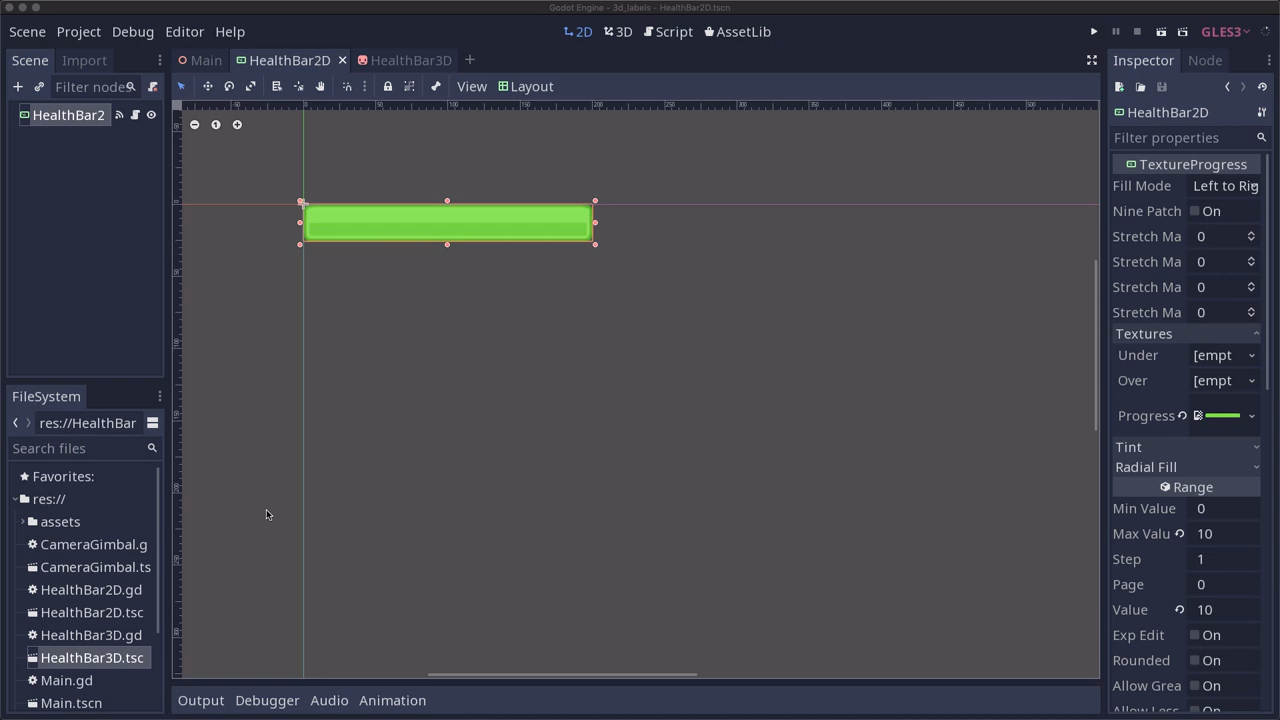 Godot Engine - 3d_labels - HealthBar2D.tscn
Scene Project Debug Editor Help
2D 3D Script AssetLib
GLES3
Scene Import
Main HealthBar2D HealthBar3D
Inspector Node
Filter nodes
View Layout
HealthBar2
HealthBar2D
Filter properties
TextureProgress
Fill Mode Left to Rig
Nine Patch On
Stretch Ma 0
Stretch Ma 0
Stretch Ma 0
Stretch Ma 0
Textures
Under [empt
Over [empt
Progress
Tint
Radial Fill
Range
Min Value 0
Max Valu 10
Step 1
Page 0
Value 10
Exp Edit On
Rounded On
Allow Grea On
Allow Less On
FileSystem
res://HealthBar
Search files
Favorites:
res://
assets
CameraGimbal.g
CameraGimbal.ts
HealthBar2D.gd
HealthBar2D.tsc
HealthBar3D.gd
HealthBar3D.tsc
Main.gd
Main.tscn
Output Debugger Audio Animation